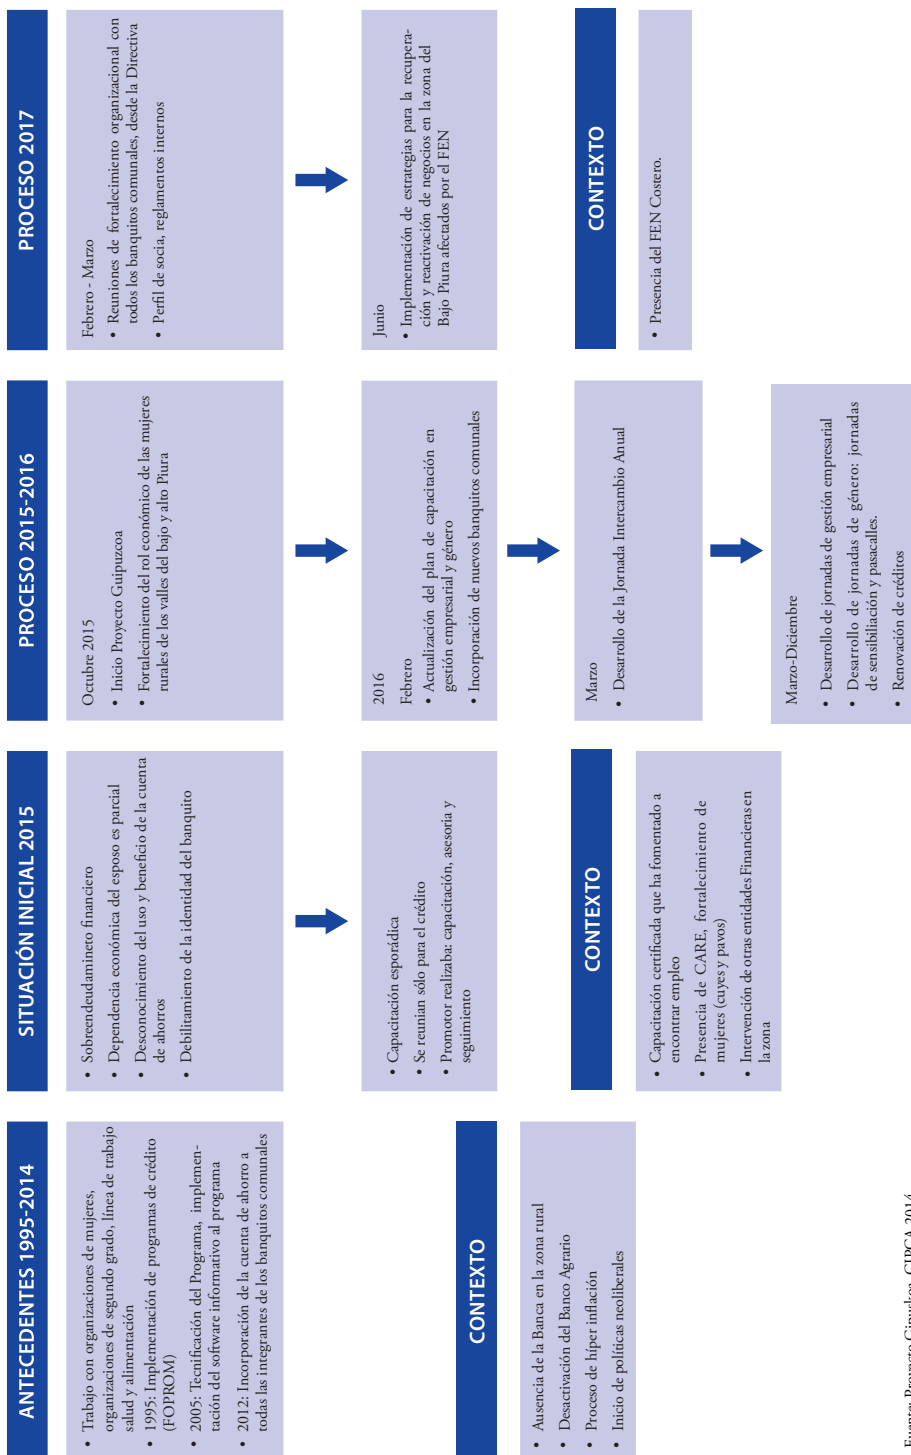 ANTECEDENTES 1995-2014
• Trabajo con organizaciones de mujeres,
organizaciones de segundo grado, línea de trabajo
salud y alimentación
• 1995: Implementación de programas de crédito
(FOPROM)
• 2005: Tecnificación del Programa, implemen-
tación del software informativo al programa
• 2012: Incorporación de la cuenta de ahorro a
todas las integrantes de los banquitos comunales
CONTEXTO
• Ausencia de la Banca en la zona rural
• Desactivación del Banco Agrario
• Proceso de híper inflación
• Inicio de políticas neoliberales
SITUACIÓN INICIAL 2015
• Sobreendeudamineto financiero
• Dependencia económica del esposo es parcial
• Desconocimiento del uso y beneficio de la cuenta
de ahorros
• Debilitamiento de la identidad del banquito
• Capacitación esporádica
• Se reunian sólo para el crédito
• Promotor realizaba: capacitación, asesoría y
seguimiento
CONTEXTO
• Capacitación certificada que ha fomentado a
encontrar empleo
• Presencia de CARE, fortalecimiento de
mujeres (cuyes y pavos)
• Intervención de otras entidades Financieras en
la zona
PROCESO 2015-2016
Octubre 2015
• Inicio Proyecto Guipuzcoa
• Fortalecimiento del rol económico de las mujeres
rurales de los valles del bajo y alto Piura
2016
Febrero
• Actualización del plan de capacitación en
gestión empresarial y género
• Incorporación de nuevos banquitos comunales
Marzo
• Desarrollo de la Jornada Intercambio Anual
Marzo-Diciembre
• Desarrollo de jornadas de gestión empresarial
• Desarrollo de jornadas de género: jornadas
de sensibiliación y pasacalles.
• Renovación de créditos
PROCESO 2017
Febrero - Marzo
• Reuniones de fortalecimiento organizacional con
todos los banquitos comunales, desde la Directiva
• Perfil de socia, reglamentos internos
Junio
• Implementación de estrategias para la recupera-
ción y reactivación de negocios en la zona del
Bajo Piura afectados por el FEN
CONTEXTO
• Presencia del FEN Costero.
Fuente: Proyecto Gipuzkoa, CIPCA 2014